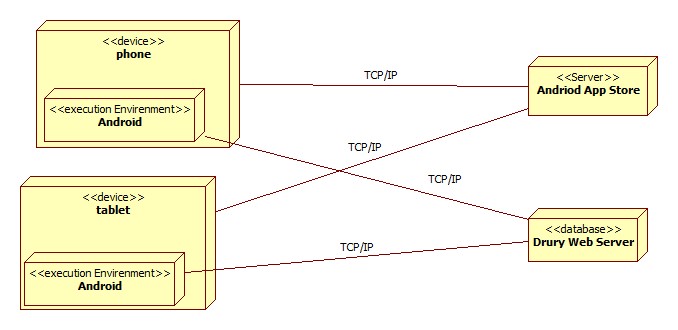 <<device>>
phone
<<execution Envirenment>>
Android
TCP/IP
<<Server>>
Andriod App Store
TCP/IP
TCP/IP
<<device>>
tablet
<<execution Envirenment>>
Android
TCP/IP
<<database>>
Drury Web Server